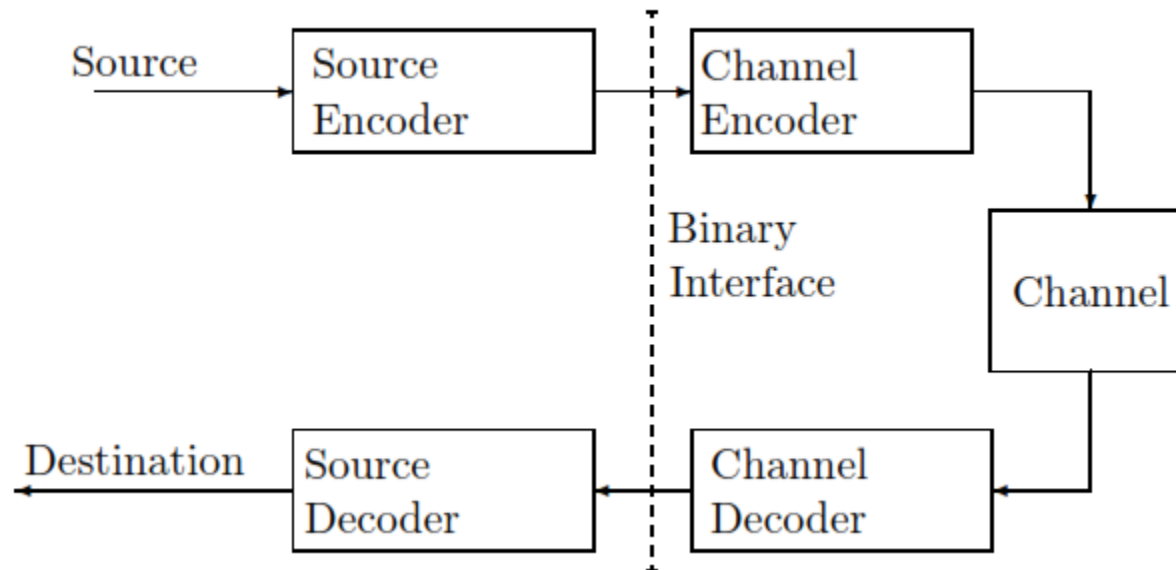 Source
Source
Encoder
Channel
Encoder
Binary
Interface
Channel
Destination
Source
Decoder
Channel
Decoder